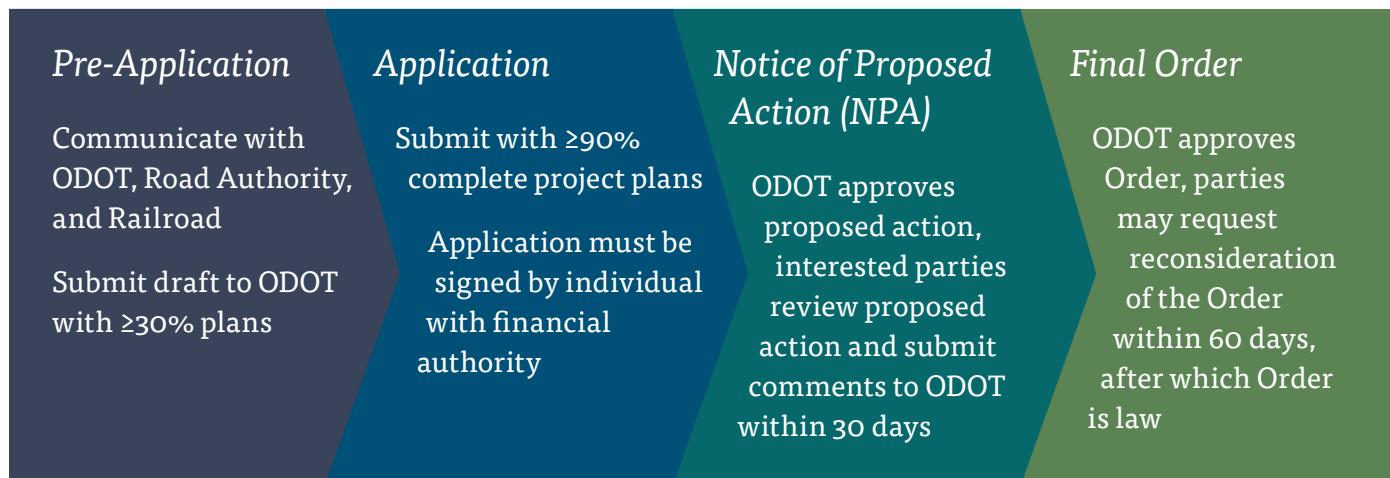 Pre-Application
Communicate with
ODOT, Road Authority,
and Railroad
Submit draft to ODOT
with ≥30% plans
Application
Submit with ≥90%
complete project plans
Application must be
signed by individual
with financial
authority
Notice of Proposed
Action (NPA)
ODOT approves
proposed action,
interested parties
review proposed
action and submit
comments to ODOT
within 30 days
Final Order
ODOT approves
Order, parties
may request
reconsideration
of the Order
within 60 days,
after which Order
is law